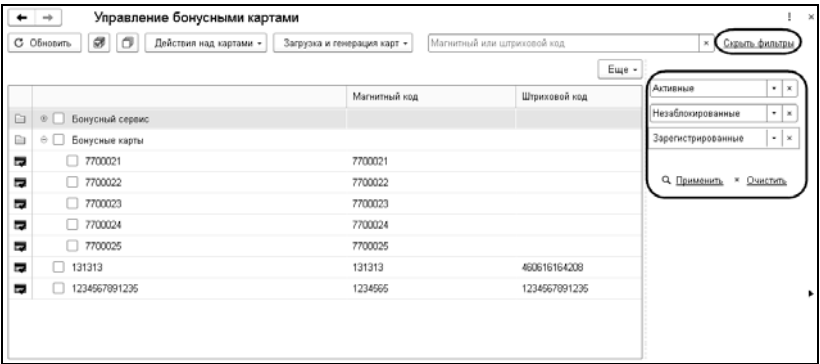 Управление бонусными картами
Обновить Действия над картами Загрузка и генерация карт Магнитный или штриховой код Скрыть фильтры
Еще
Магнитный код Штриховой код
Бонусный сервис
Бонусные карты
7700021 7700021
7700022 7700022
7700023 7700023
7700024 7700024
7700025 7700025
131313 131313 460616164208
1234567891235 1234565 1234567891235
Активные
Незаблокированные
Зарегистрированные
Применить × Очистить